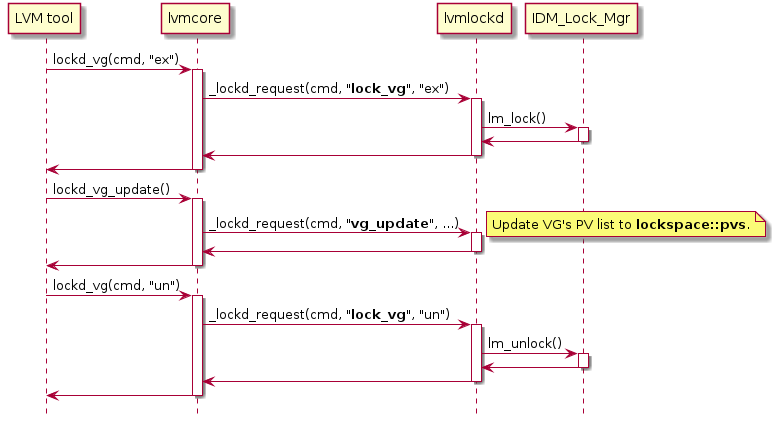 LVM tool
lvmcore
lvmlockd
IDM_Lock_Mgr
lockd_vg(cmd, "ex")
_lockd_request(cmd, "lock_vg", "ex")
lm_lock()
lockd_vg_update()
_lockd_request(cmd, "vg_update", ...)
Update VG's PV list to lockspace::pvs.
lockd_vg(cmd, "un")
_lockd_request(cmd, "lock_vg", "un")
lm_unlock()